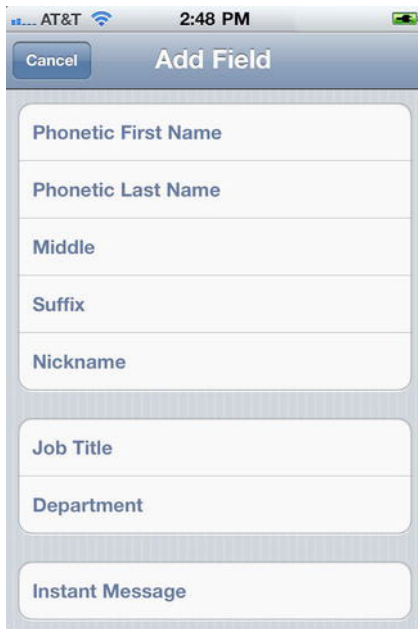 AT&T 2:48 PM
Cancel Add Field
Phonetic First Name
Phonetic Last Name
Middle
Suffix
Nickname
Job Title
Department
Instant Message